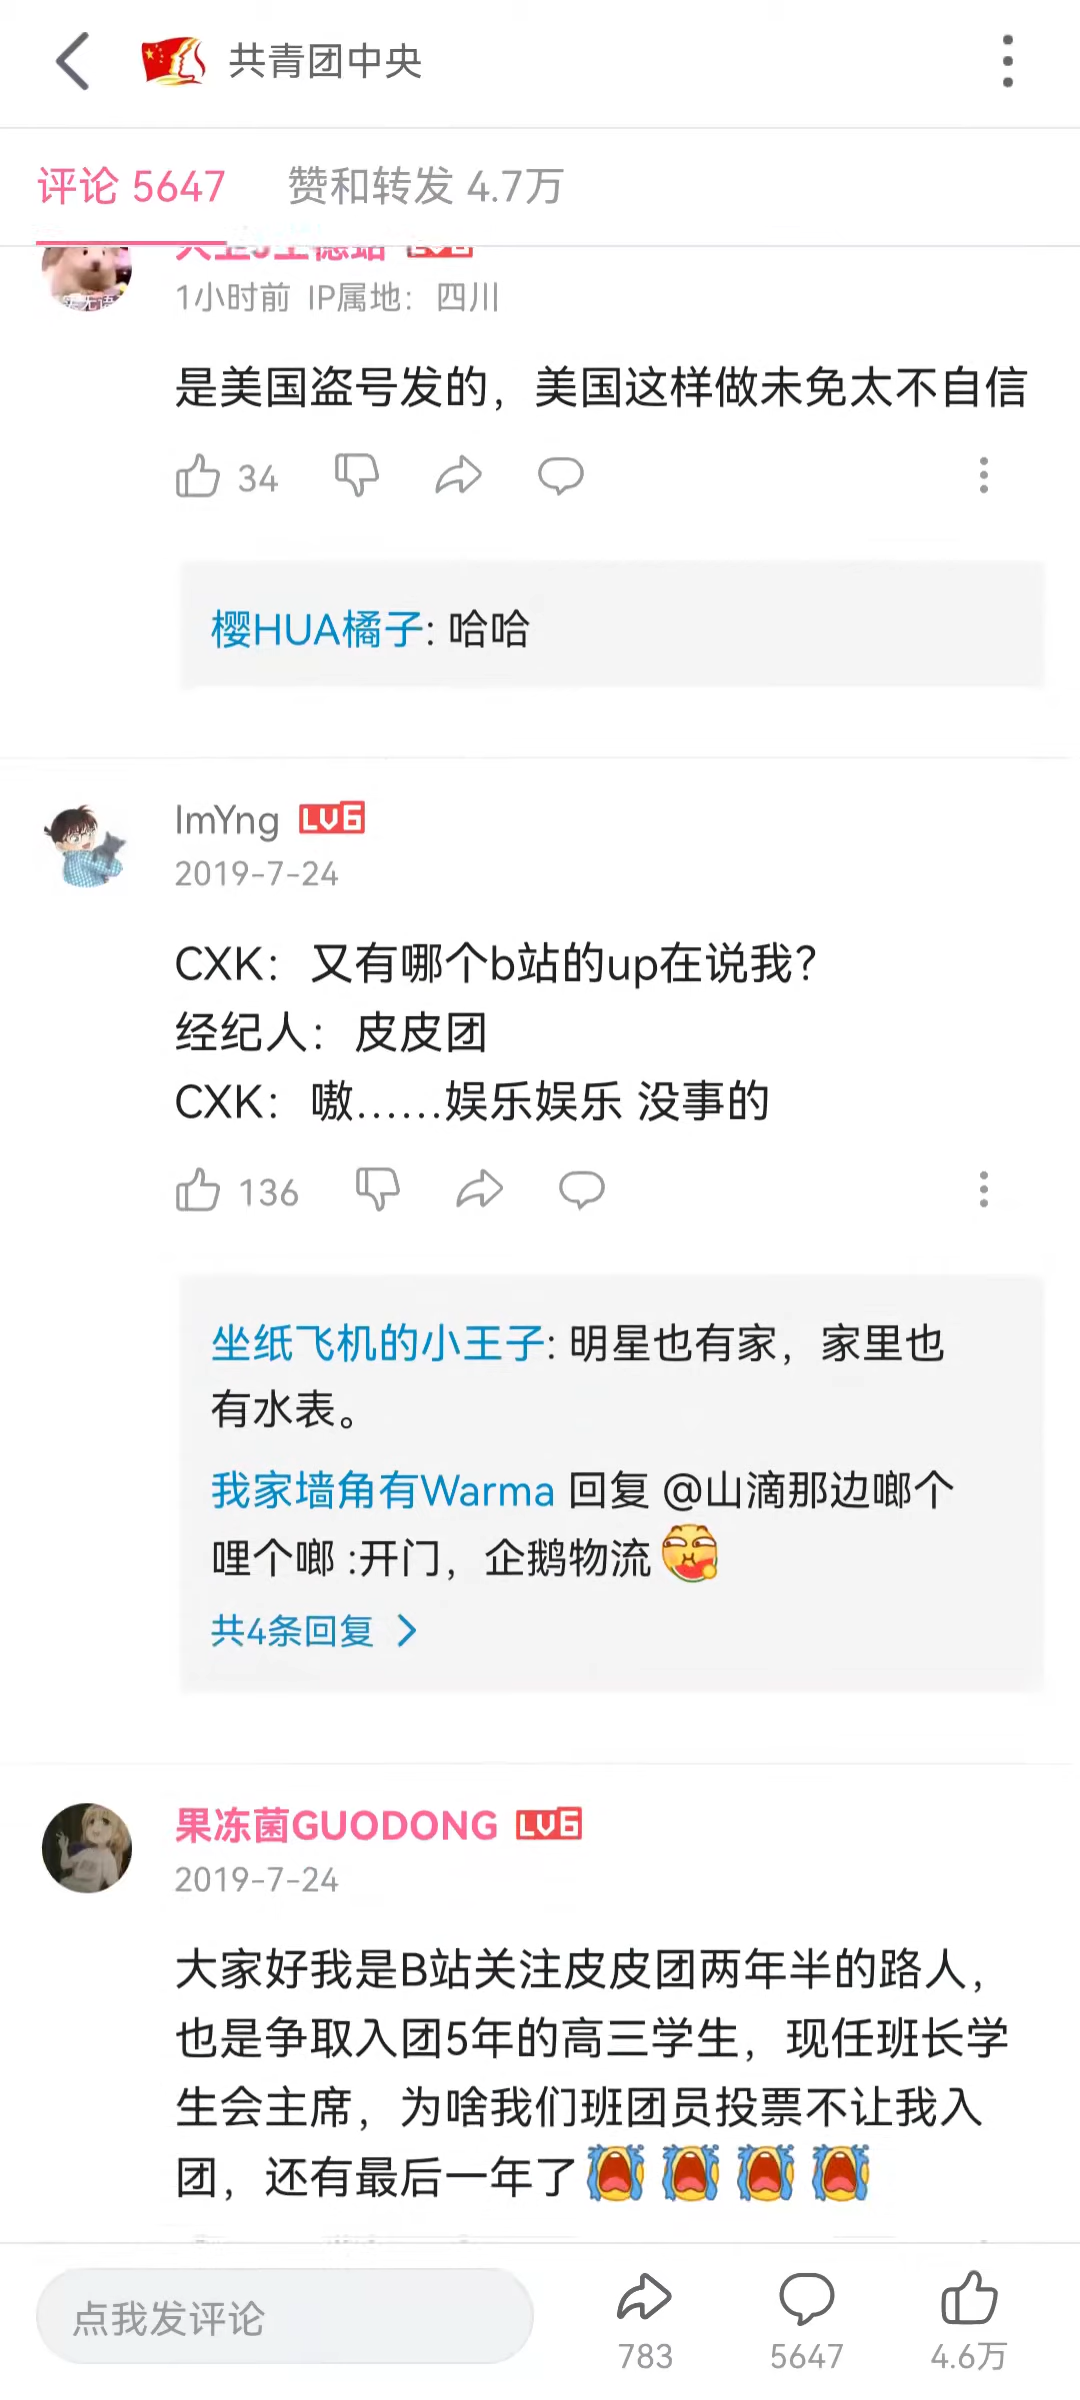 共青团中央
评论 5647 赞和转发 4.7万
1小时前 IP属地：四川
是美国盗号发的，美国这样做未免太不自信
34
樱HUA橘子: 哈哈
ImYng LV6
2019-7-24
CXK：又有哪个b站的up在说我？
经纪人：皮皮团
CXK：嗷……娱乐娱乐 没事的
136
坐纸飞机的小王子: 明星也有家，家里也
有水表。
我家墙角有Warma 回复 @山滴那边啷个
哩个啷 :开门，企鹅物流
共4条回复
果冻菌GUODONG LV6
2019-7-24
大家好我是B站关注皮皮团两年半的路人，
也是争取入团5年的高三学生，现任班长学
生会主席，为啥我们班团员投票不让我入
团，还有最后一年了
点我发评论
783 5647 4.6万